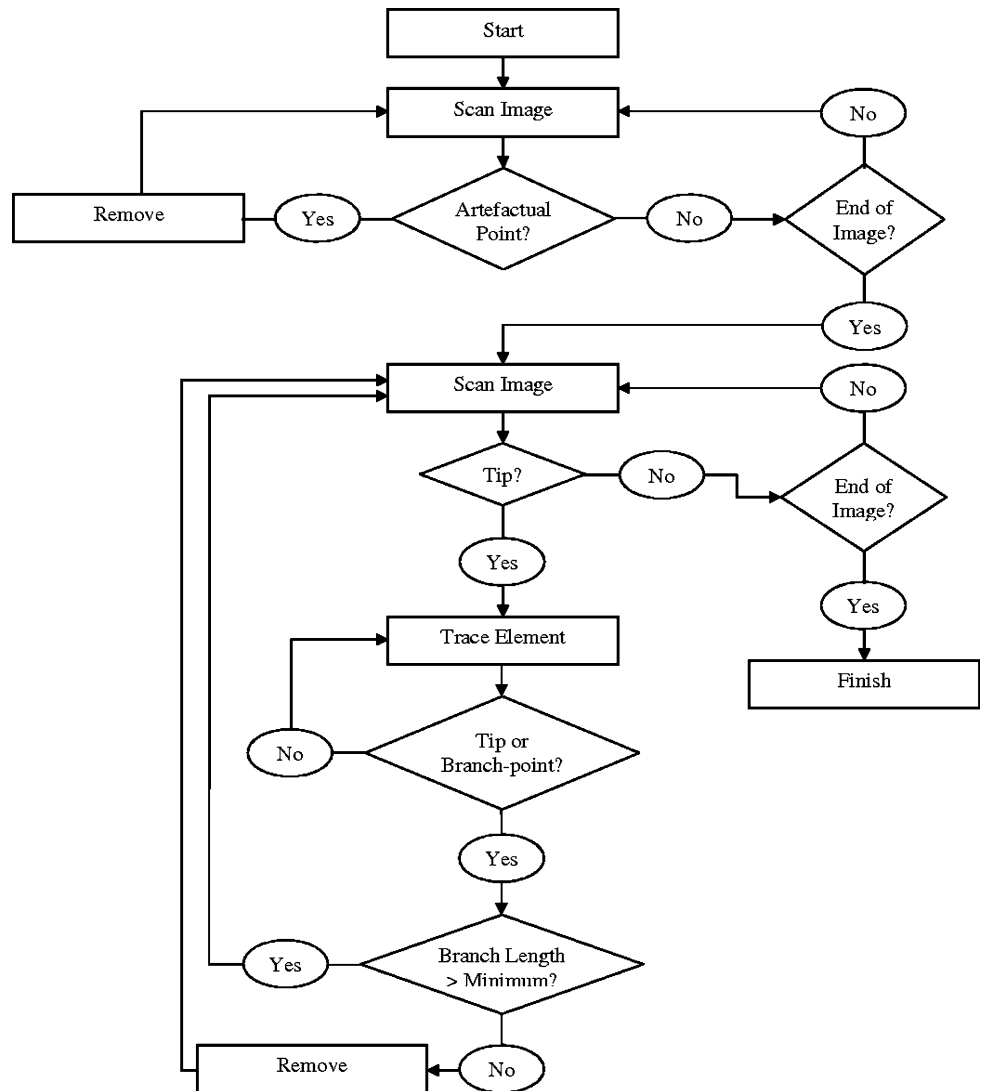 Start
Scan Image
No
Remove
Yes
Artefactual
Point?
No
End of
Image?
Yes
Scan Image
No
Tip?
No
End of
Image?
Yes
Yes
Trace Element
Finish
No
Tip or
Branch-point?
Yes
Yes
Branch Length
> Minimum?
Remove
No